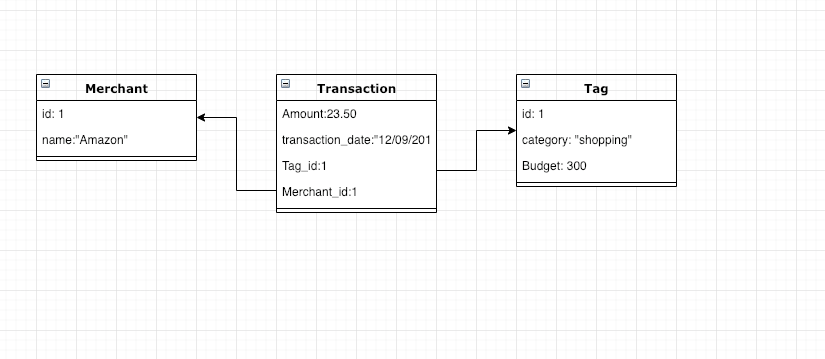 Merchant
id: 1
name:"Amazon"
Transaction
Amount:23.50
transaction_date:"12/09/201
Tag_id:1
Merchant_id:1
Tag
id: 1
category: "shopping"
Budget: 300